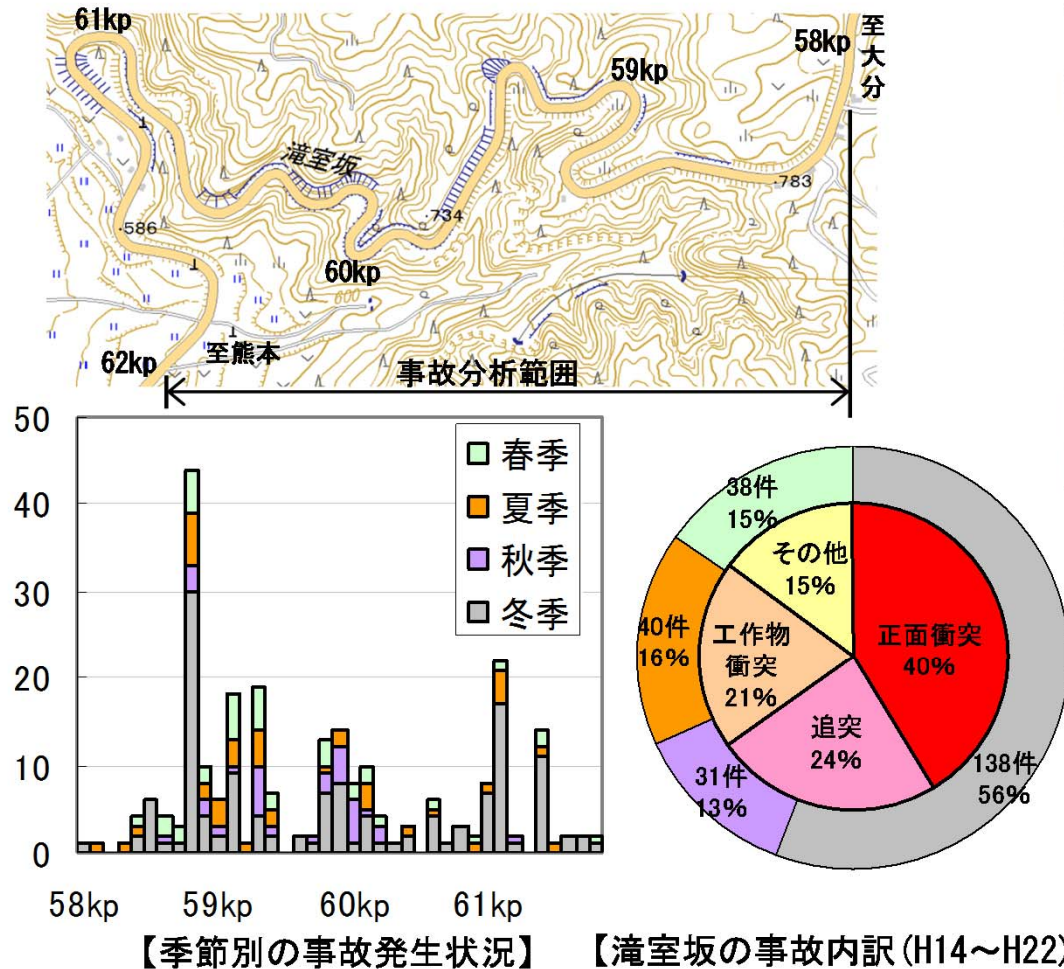 61kp
58kp
至大分
59kp
滝室坂
・783
・734
・586
60kp
600
至熊本
62kp
事故分析範囲
50
40
30
20
10
0
春季
夏季
秋季
冬季
58kp
59kp
60kp
61kp
【季節別の事故発生状況】
38件
15%
40件
16%
31件
13%
138件
56%
その他
15%
工作物
衝突
21%
正面衝突
40%
追突
24%
【滝室坂の事故内訳(H14～H22)